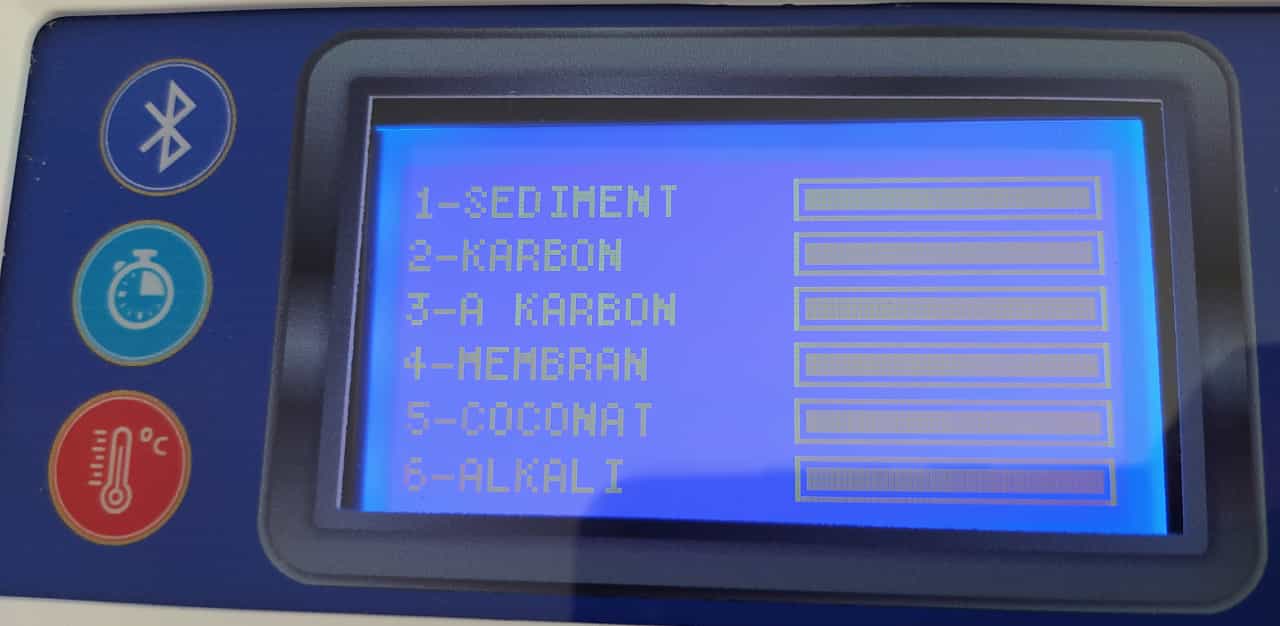 °C
1-SEDIMENT
2-KARBON
3-A KARBON
4-MEMBRAN
5-COCONAT
6-ALKALI